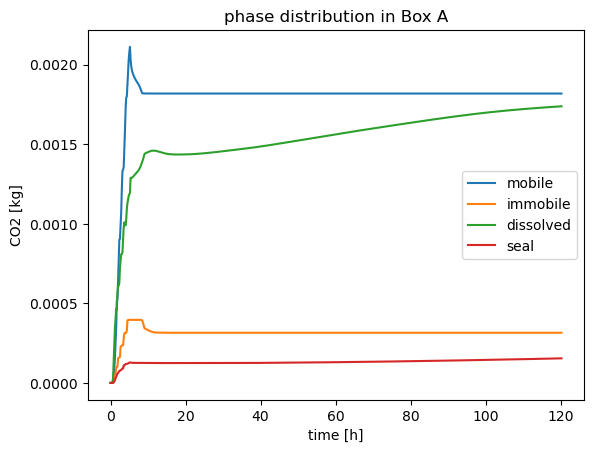 phase distribution in Box A
CO2 [kg]
0.0020
0.0015
0.0010
0.0005
0.0000
mobile
immobile
dissolved
seal
0 20 40 60 80 100 120
time [h]